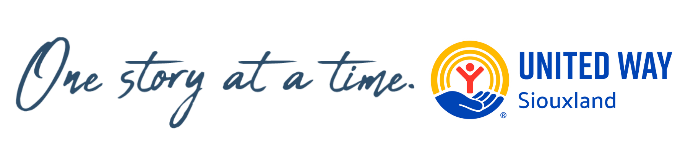 One story at a time.
UNITED WAY
Siouxland
®